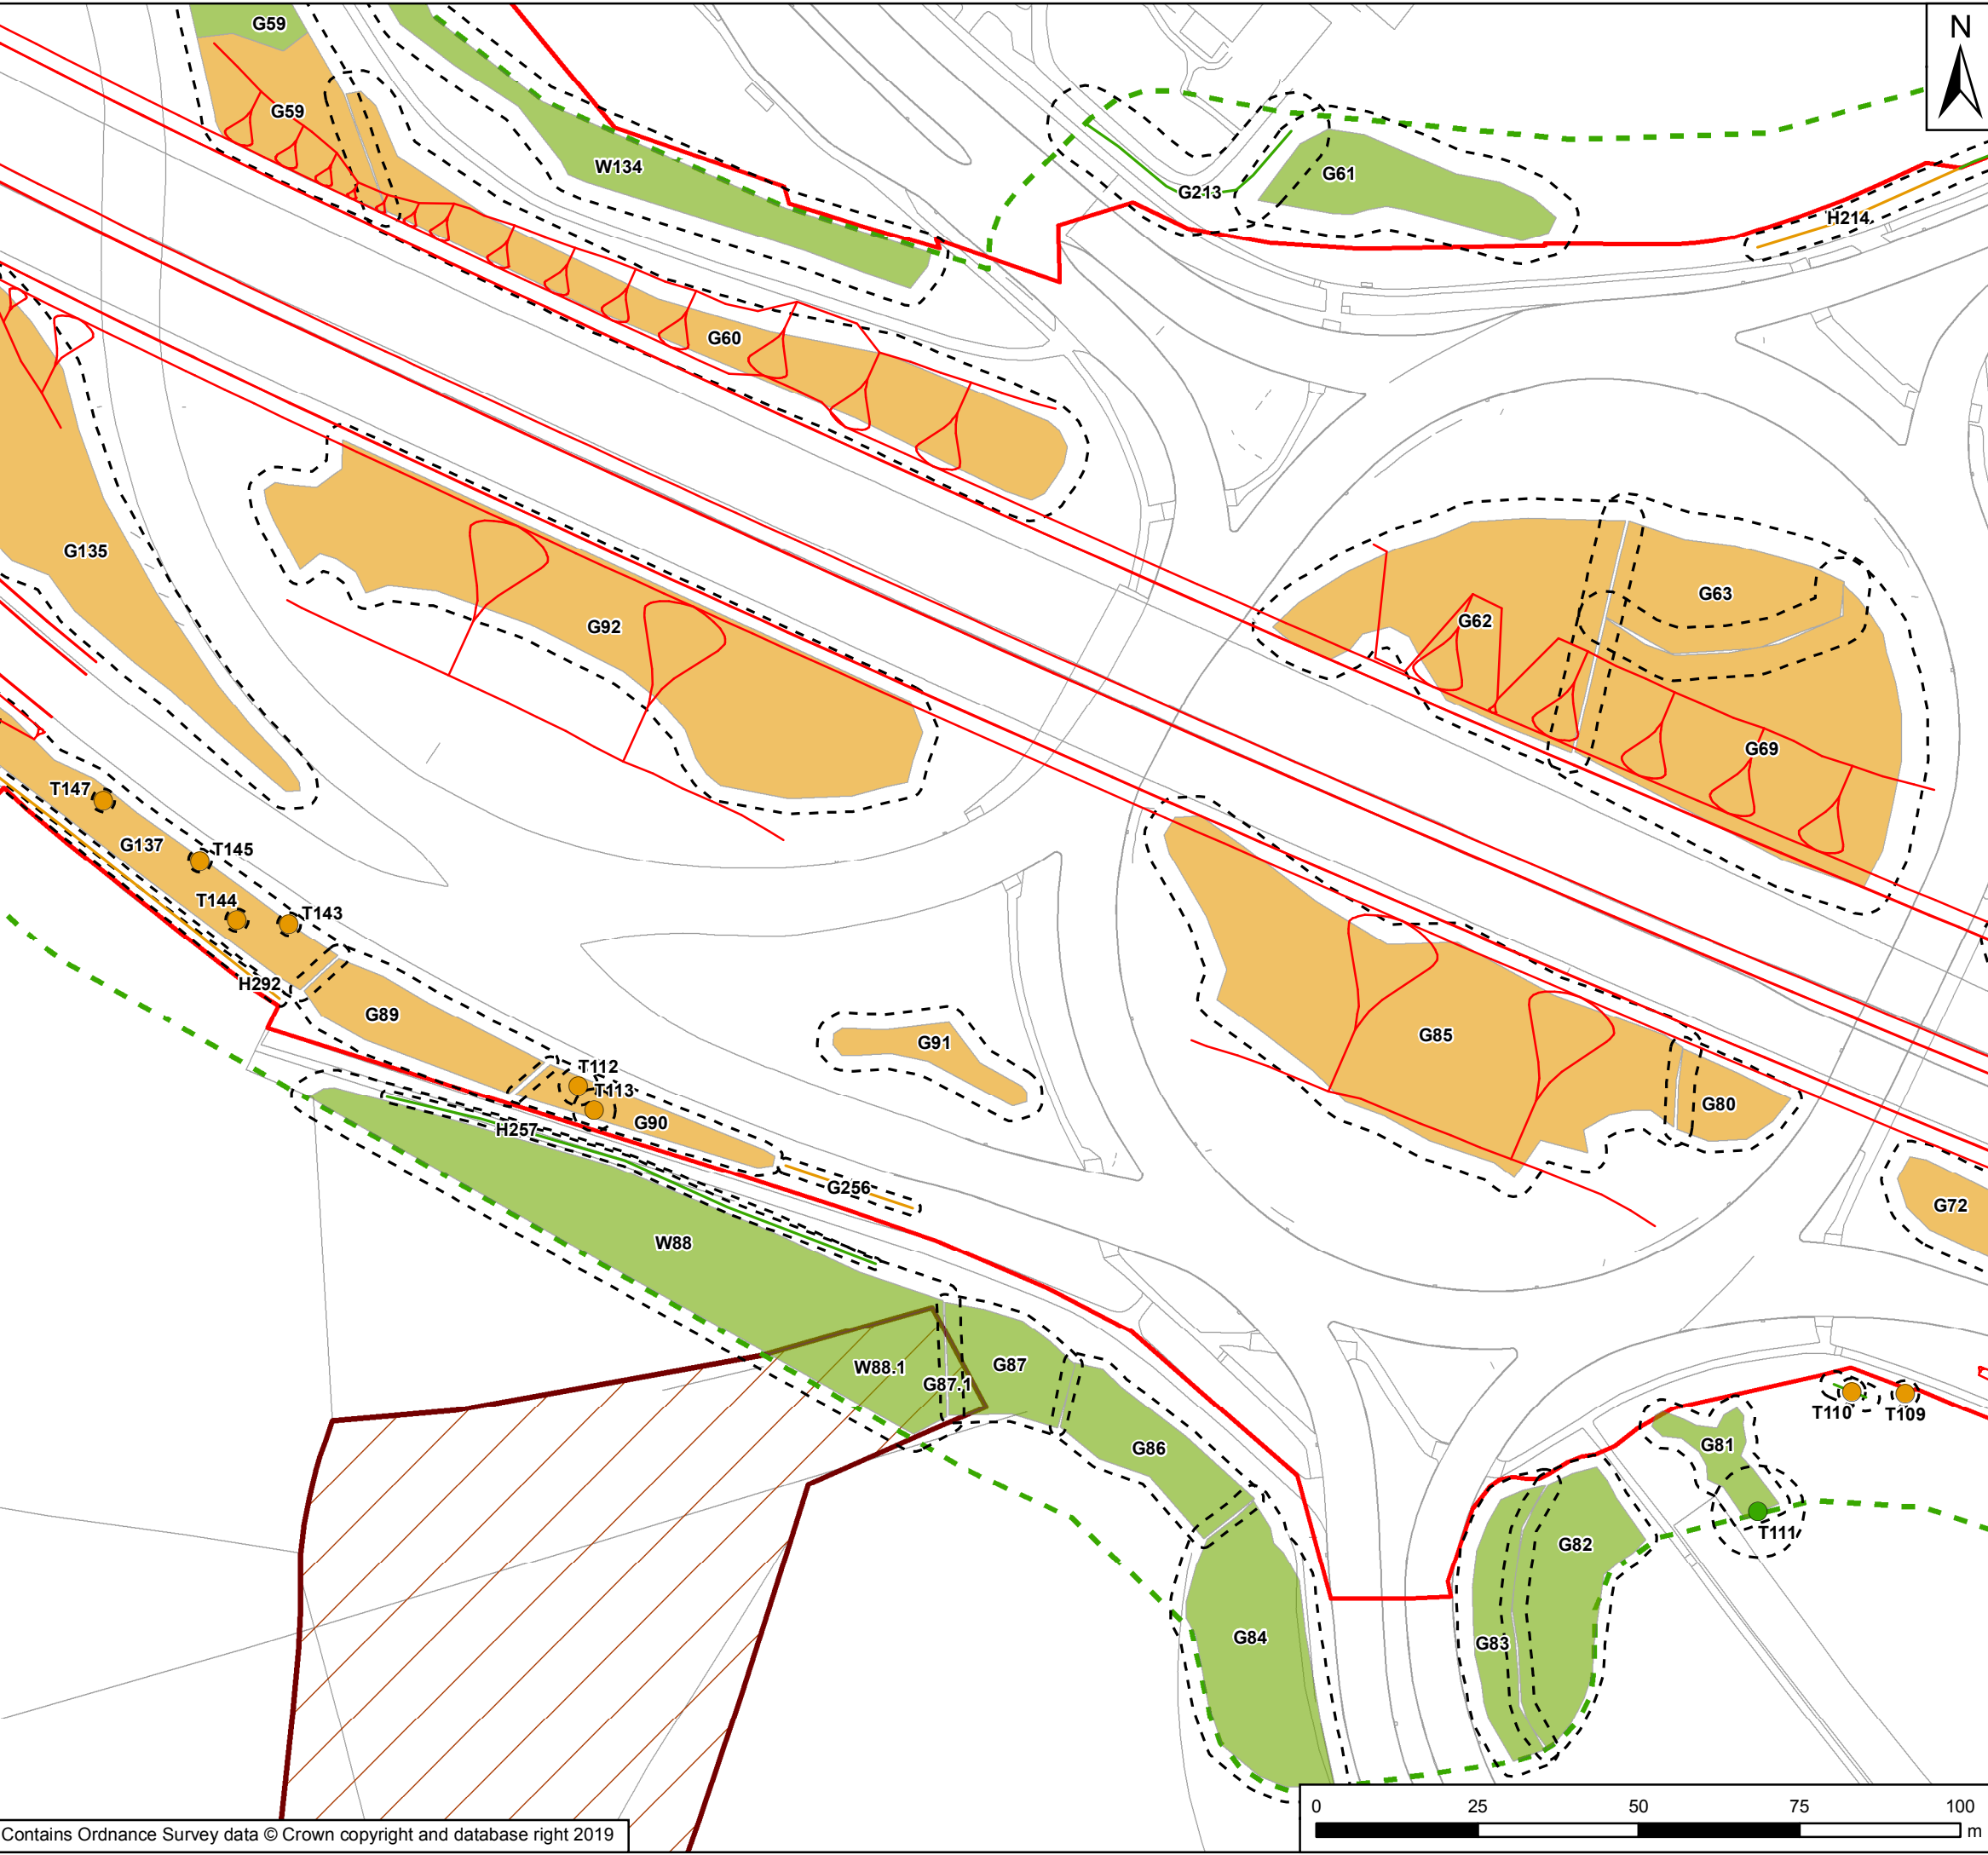 G59
N
G59
W134
G61
G213
H214
G60
G135
G63
G62
G92
G69
T147
G137
T145
T144
T143
H292
G89
G91
G85
T112
T113
G80
G90
H257
G256
G72
W88
W88.1
G87
G87.1
T110
T109
G86
G81
T111
G82
G84
G83
0 25 50 75 100
m
Contains Ordnance Survey data © Crown copyright and database right 2019